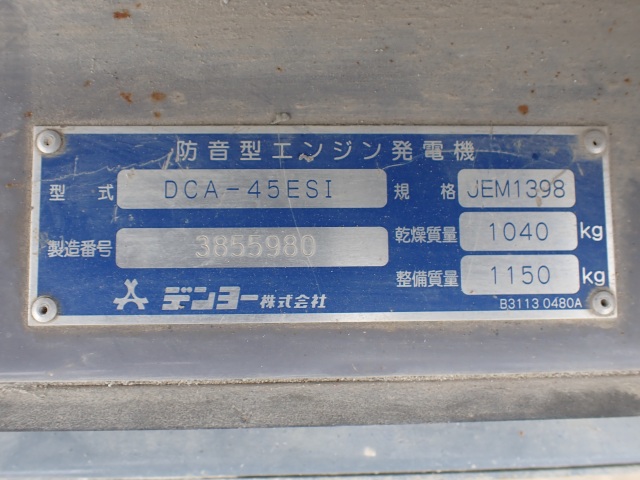 防音型エンジン発電機
型式 DCA-45ESI 規格 JEM1398
製造番号 3855980 乾燥質量 1040 kg
整備質量 1150 kg
デンヨー株式会社
B3113 0480A